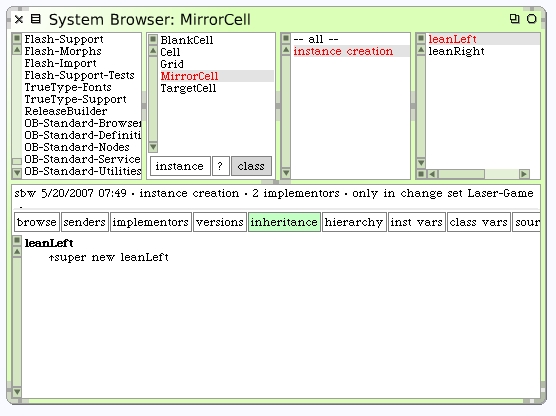 System Browser: MirrorCell
Flash-Support
Flash-Morphs
Flash-Import
Flash-Support-Tests
TrueType-Fonts
TrueType-Support
ReleaseBuilder
OB-Standard-Browser
OB-Standard-Definiti
OB-Standard-Nodes
OB-Standard-Service
OB-Standard-Utilities
BlankCell
Cell
Grid
MirrorCell
TargetCell
instance ? class
-- all --
instance creation
leanLeft
leanRight
sbw 5/20/2007 07:49 · instance creation · 2 implementors · only in change set Laser-Game
.
browse senders implementors versions inheritance hierarchy inst vars class vars sour
leanLeft
↑super new leanLeft